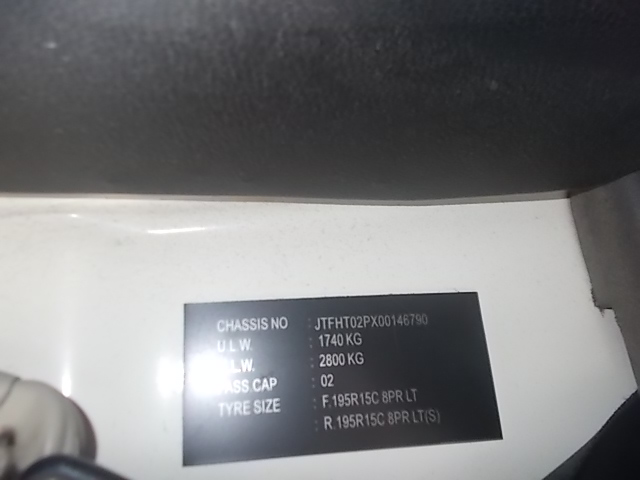 CHASSIS NO : JTFHT02PX00146790
U L W. : 1740 KG
L.W. : 2800 KG
ASS CAP : 02
TYRE SIZE : F.195R15C 8PR LT
: R 195R15C 8PR LT(S)